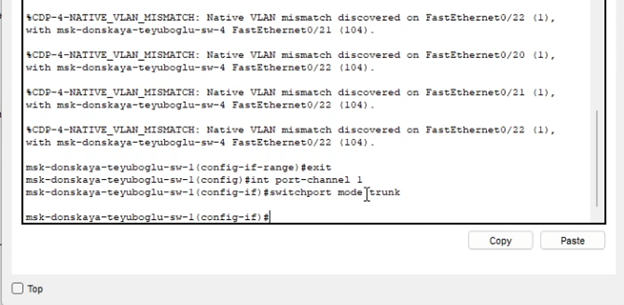 %CDP-4-NATIVE_VLAN_MISMATCH: Native VLAN mismatch discovered on FastEthernet0/22 (1),
with msk-donskaya-teyuboglu-sw-4 FastEthernet0/21 (104).
%CDP-4-NATIVE_VLAN_MISMATCH: Native VLAN mismatch discovered on FastEthernet0/20 (1),
with msk-donskaya-teyuboglu-sw-4 FastEthernet0/22 (104).
%CDP-4-NATIVE_VLAN_MISMATCH: Native VLAN mismatch discovered on FastEthernet0/21 (1),
with msk-donskaya-teyuboglu-sw-4 FastEthernet0/22 (104).
%CDP-4-NATIVE_VLAN_MISMATCH: Native VLAN mismatch discovered on FastEthernet0/22 (1),
with msk-donskaya-teyuboglu-sw-4 FastEthernet0/22 (104).
msk-donskaya-teyuboglu-sw-1(config-if-range)#exit
msk-donskaya-teyuboglu-sw-1(config)#int port-channel 1
msk-donskaya-teyuboglu-sw-1(config-if)#switchport mode trunk
msk-donskaya-teyuboglu-sw-1(config-if)#
Copy
Paste
Top